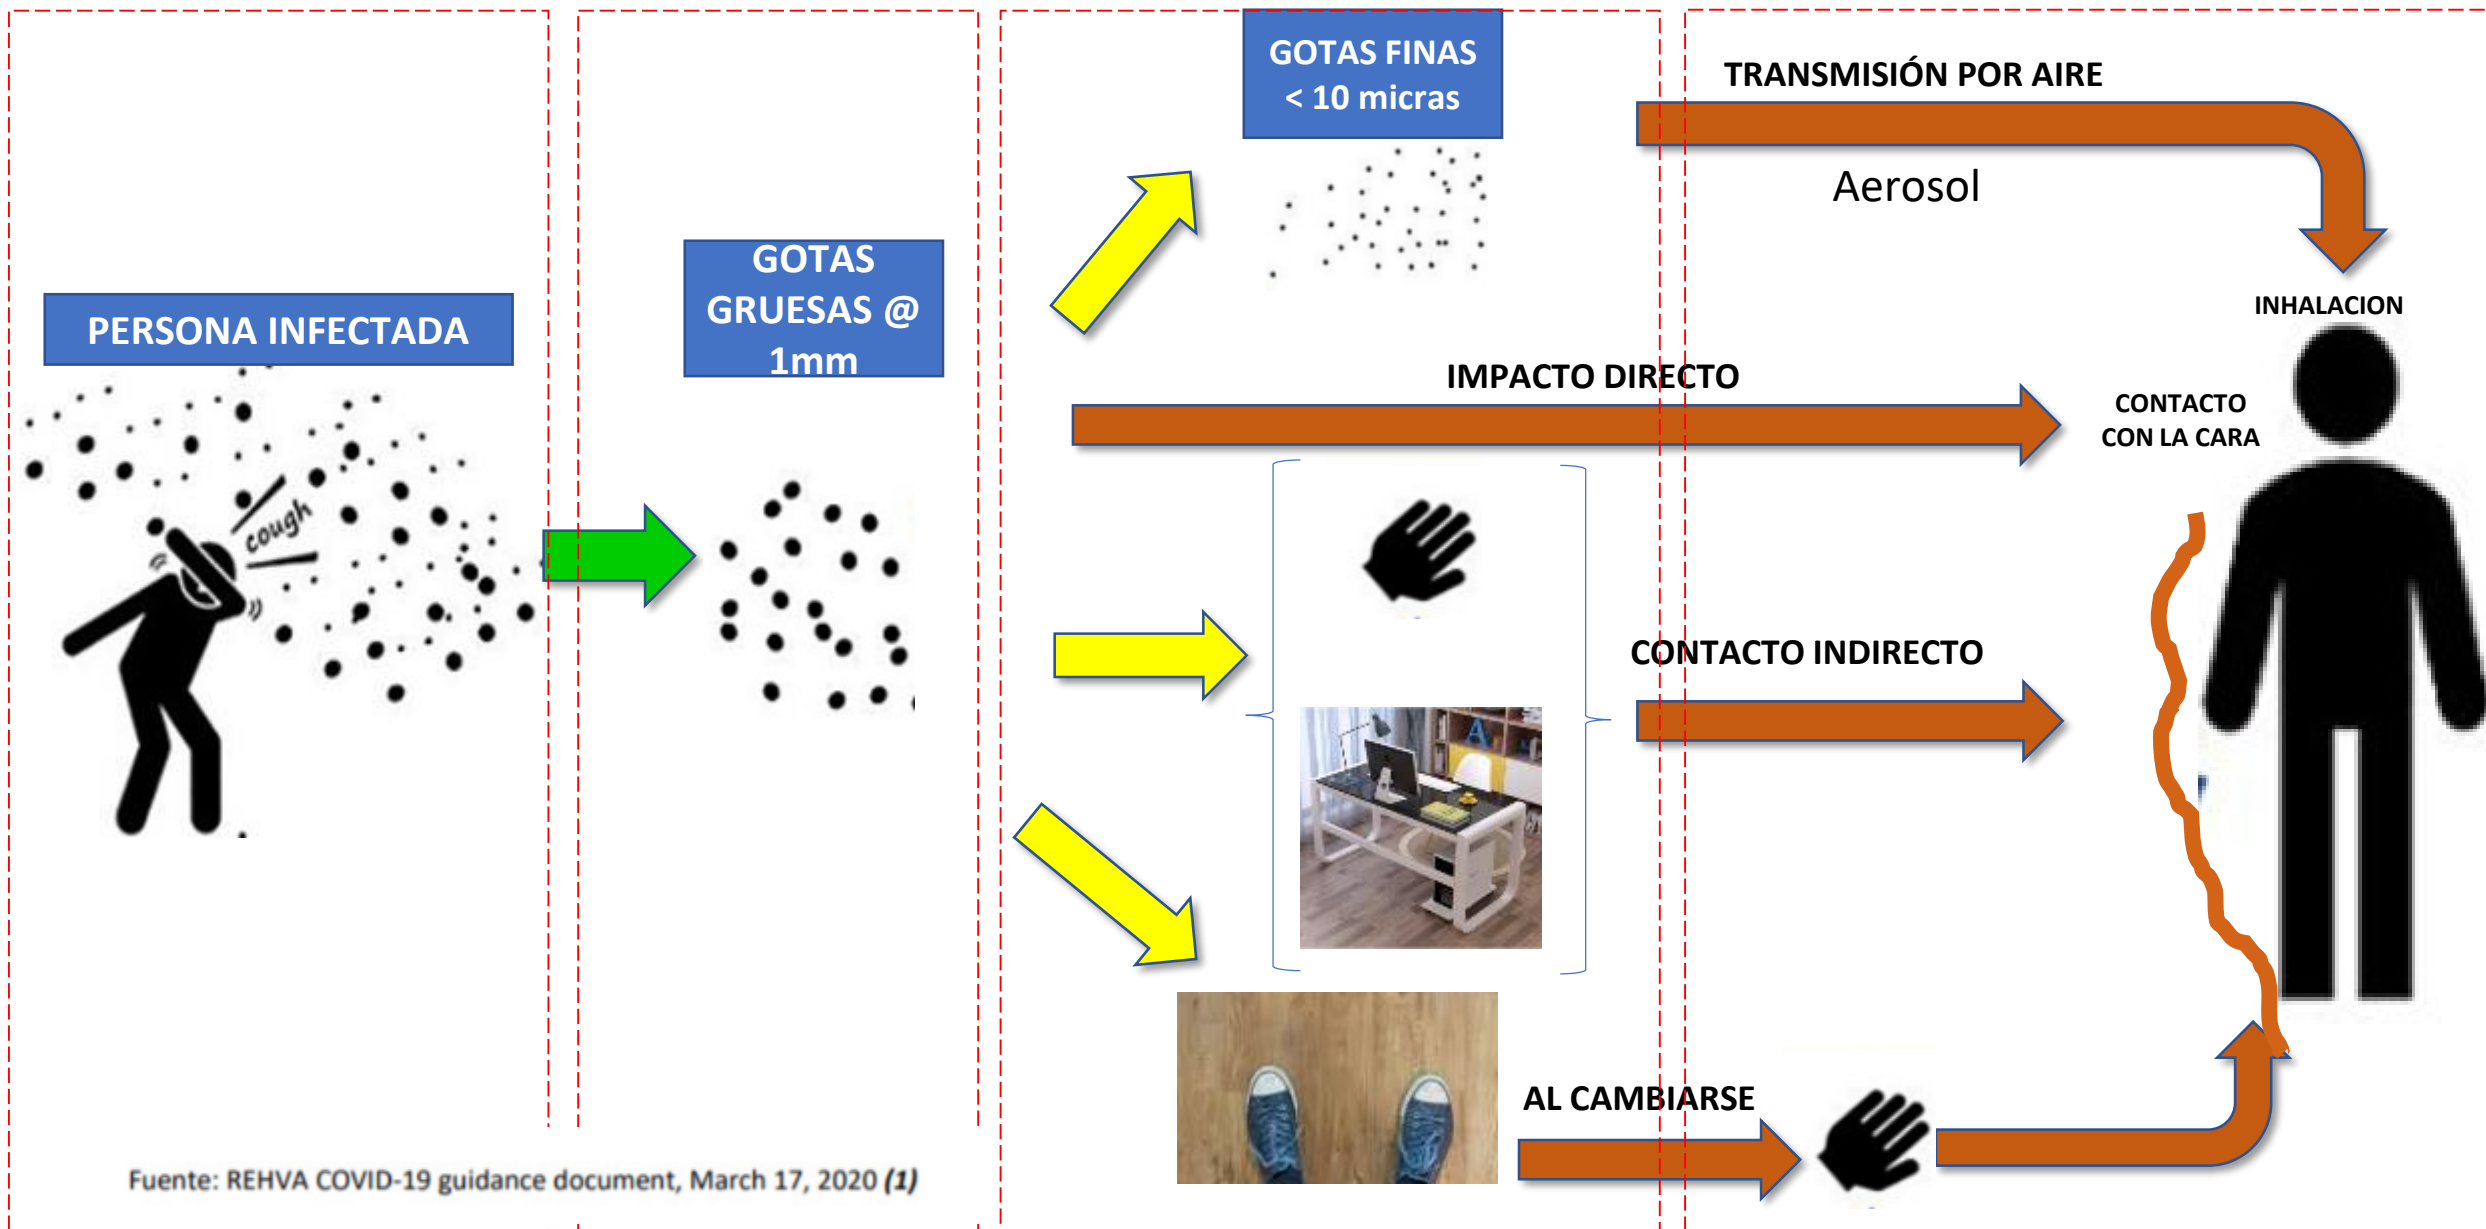 PERSONA INFECTADA
cough
GOTAS
GRUESAS @
1mm
GOTAS FINAS
< 10 micras
TRANSMISIÓN POR AIRE
Aerosol
INHALACION
IMPACTO DIRECTO
CONTACTO
CON LA CARA
CONTACTO INDIRECTO
A
AL CAMBIARSE
Fuente: REHVA COVID-19 guidance document, March 17, 2020 (1)